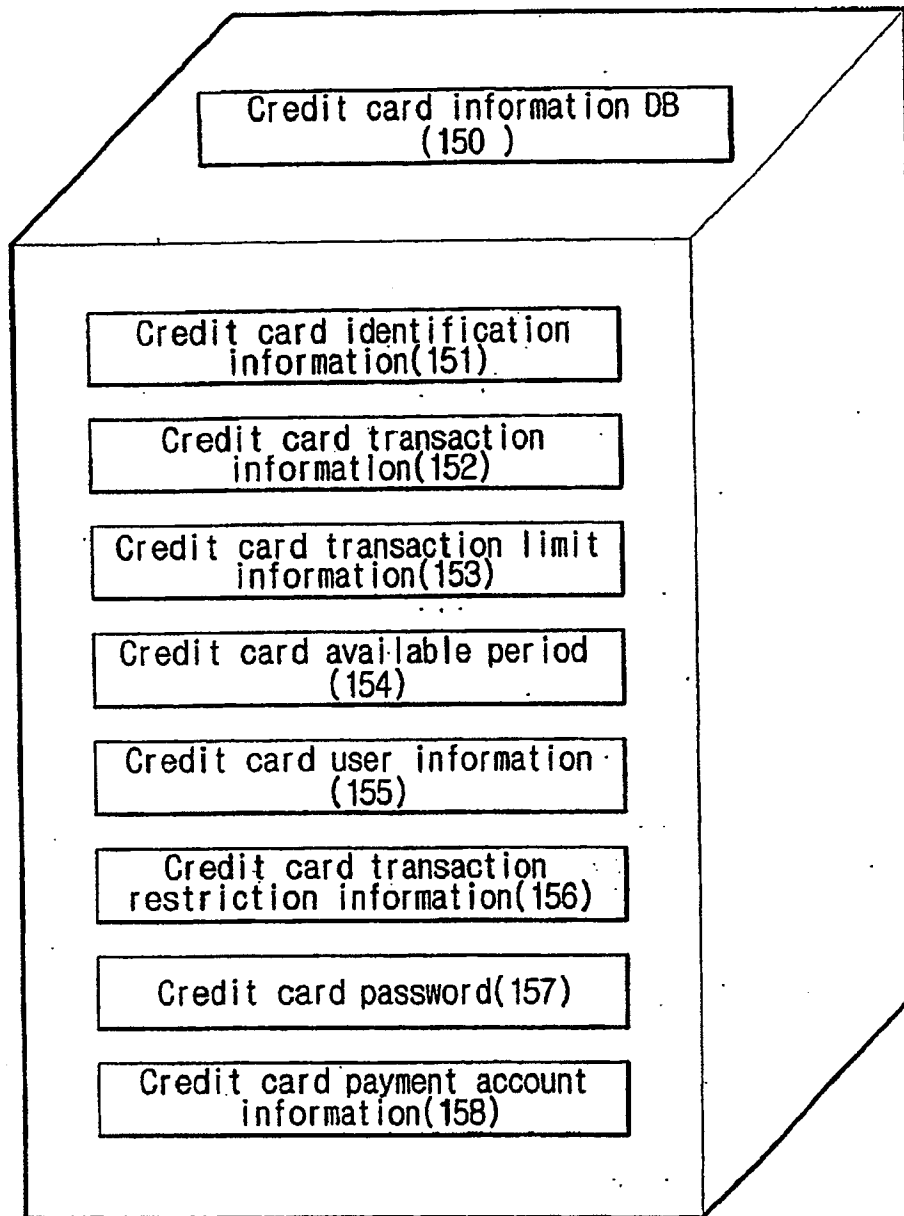 Credit card information DB
(150 )
Credit card identification
information(151)
Credit card transaction
information(152)
Credit card transaction limit
information(153)
Credit card available period
(154)
Credit card user information
(155)
Credit card transaction
restriction information(156)
Credit card password(157)
Credit card payment account
information(158)